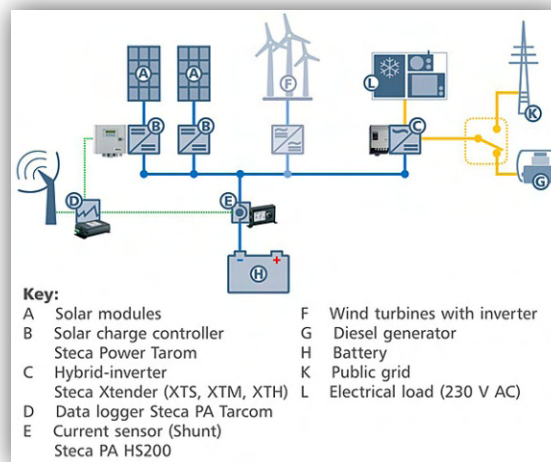 A
A
F
L
K
B
B
C
G
D
E
H
Key:
A Solar modules
B Solar charge controller
Steca Power Tarom
C Hybrid-inverter
Steca Xtender (XTS, XTM, XTH)
D Data logger Steca PA Tarcom
E Current sensor (Shunt)
Steca PA HS200
F Wind turbines with inverter
G Diesel generator
H Battery
K Public grid
L Electrical load (230 V AC)